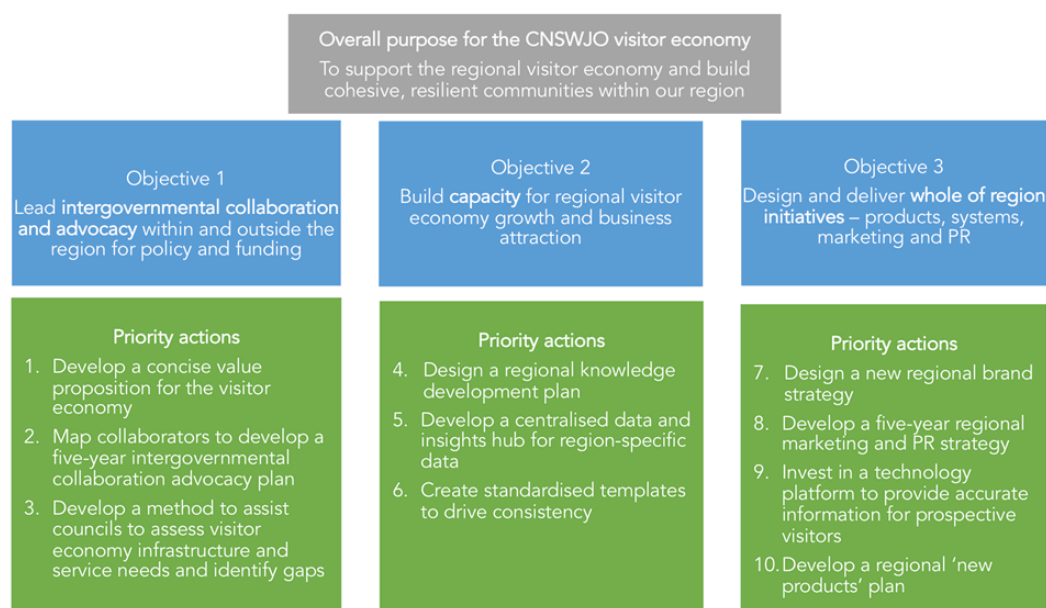 Overall purpose for the CNSWJO visitor economy
To support the regional visitor economy and build
cohesive, resilient communities within our region
Objective 1
Lead intergovernmental collaboration
and advocacy within and outside the
region for policy and funding
Priority actions
1. Develop a concise value
proposition for the visitor
economy
2. Map collaborators to develop a
five-year intergovernmental
collaboration advocacy plan
3. Develop a method to assist
councils to assess visitor
economy infrastructure and
service needs and identify gaps
Objective 2
Build capacity for regional visitor
economy growth and business
attraction
Priority actions
4. Design a regional knowledge
development plan
5. Develop a centralised data and
insights hub for region-specific
data
6. Create standardised templates
to drive consistency
Objective 3
Design and deliver whole of region
initiatives – products, systems,
marketing and PR
Priority actions
7. Design a new regional brand
strategy
8. Develop a five-year regional
marketing and PR strategy
9. Invest in a technology
platform to provide accurate
information for prospective
visitors
10. Develop a regional ‘new
products’ plan